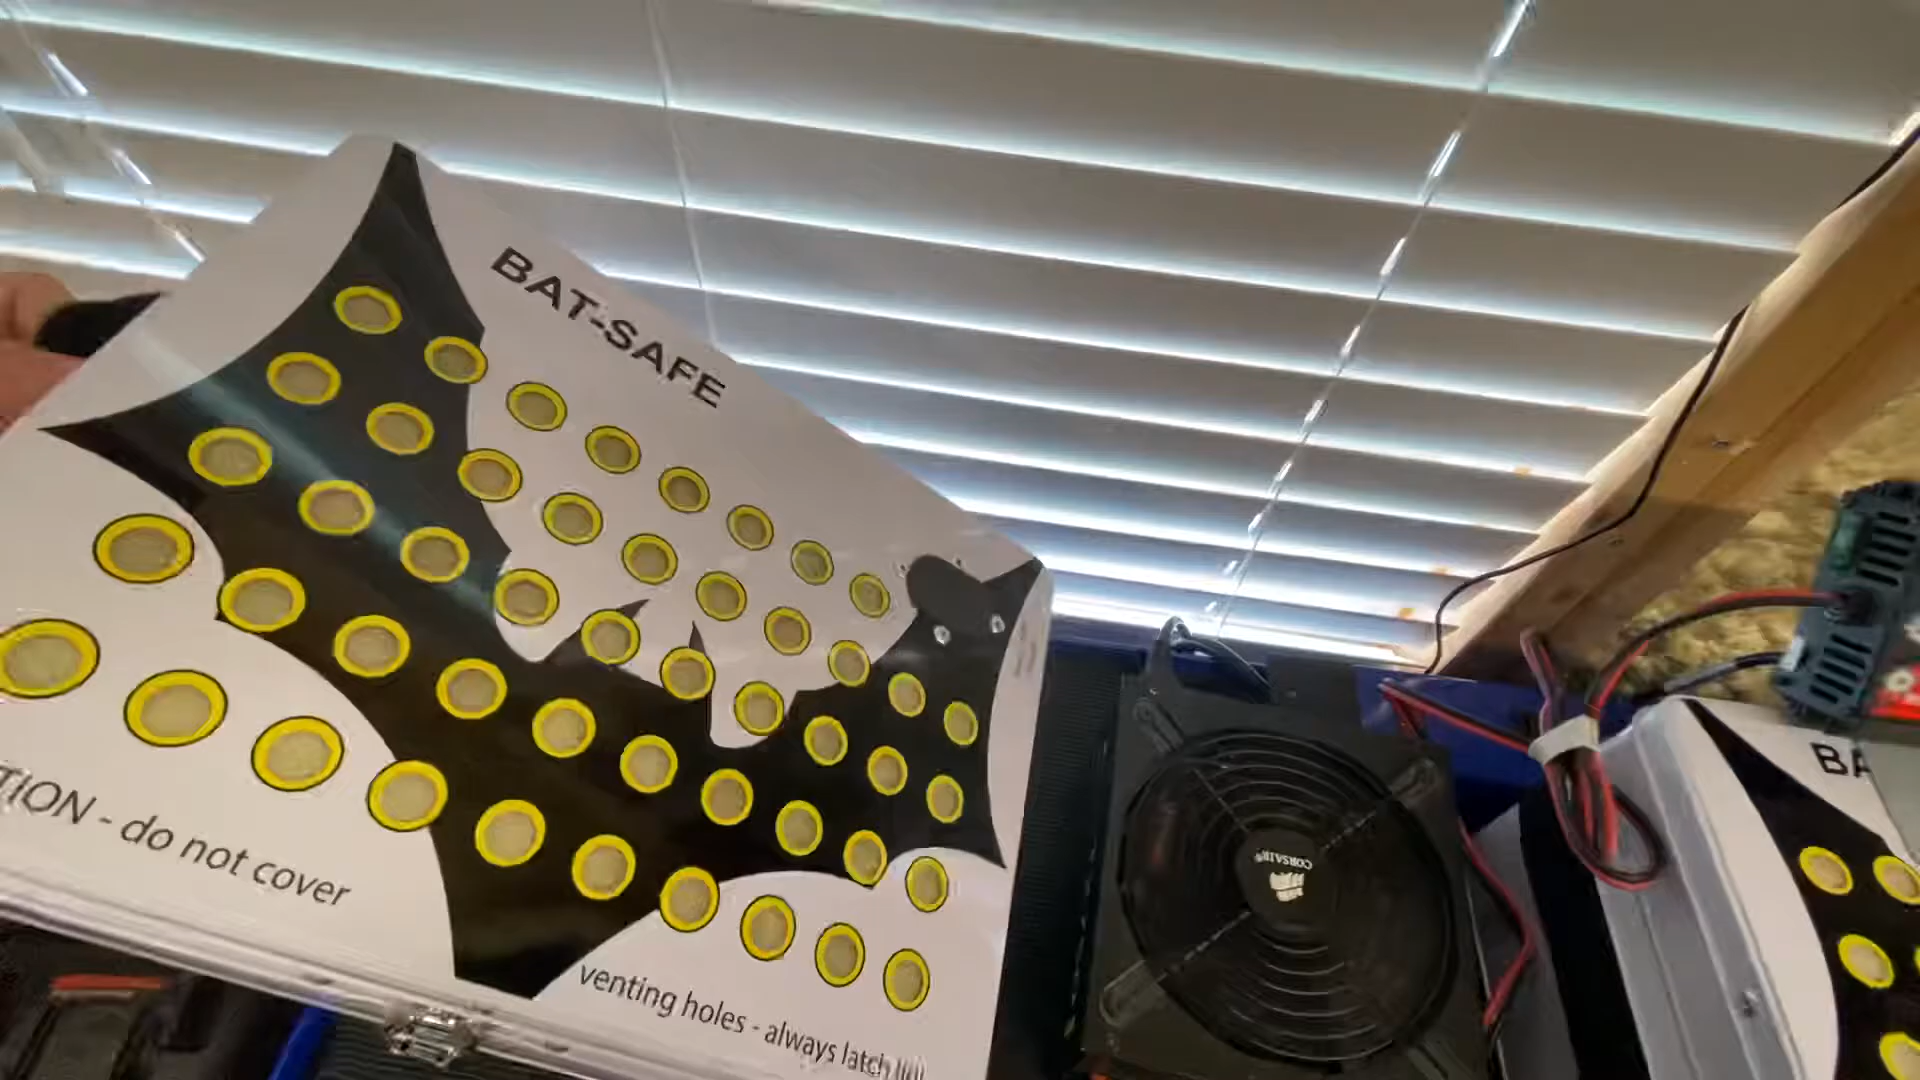 BAT-SAFE
TION - do not cover
venting holes - always latch
CORSAIR
BA